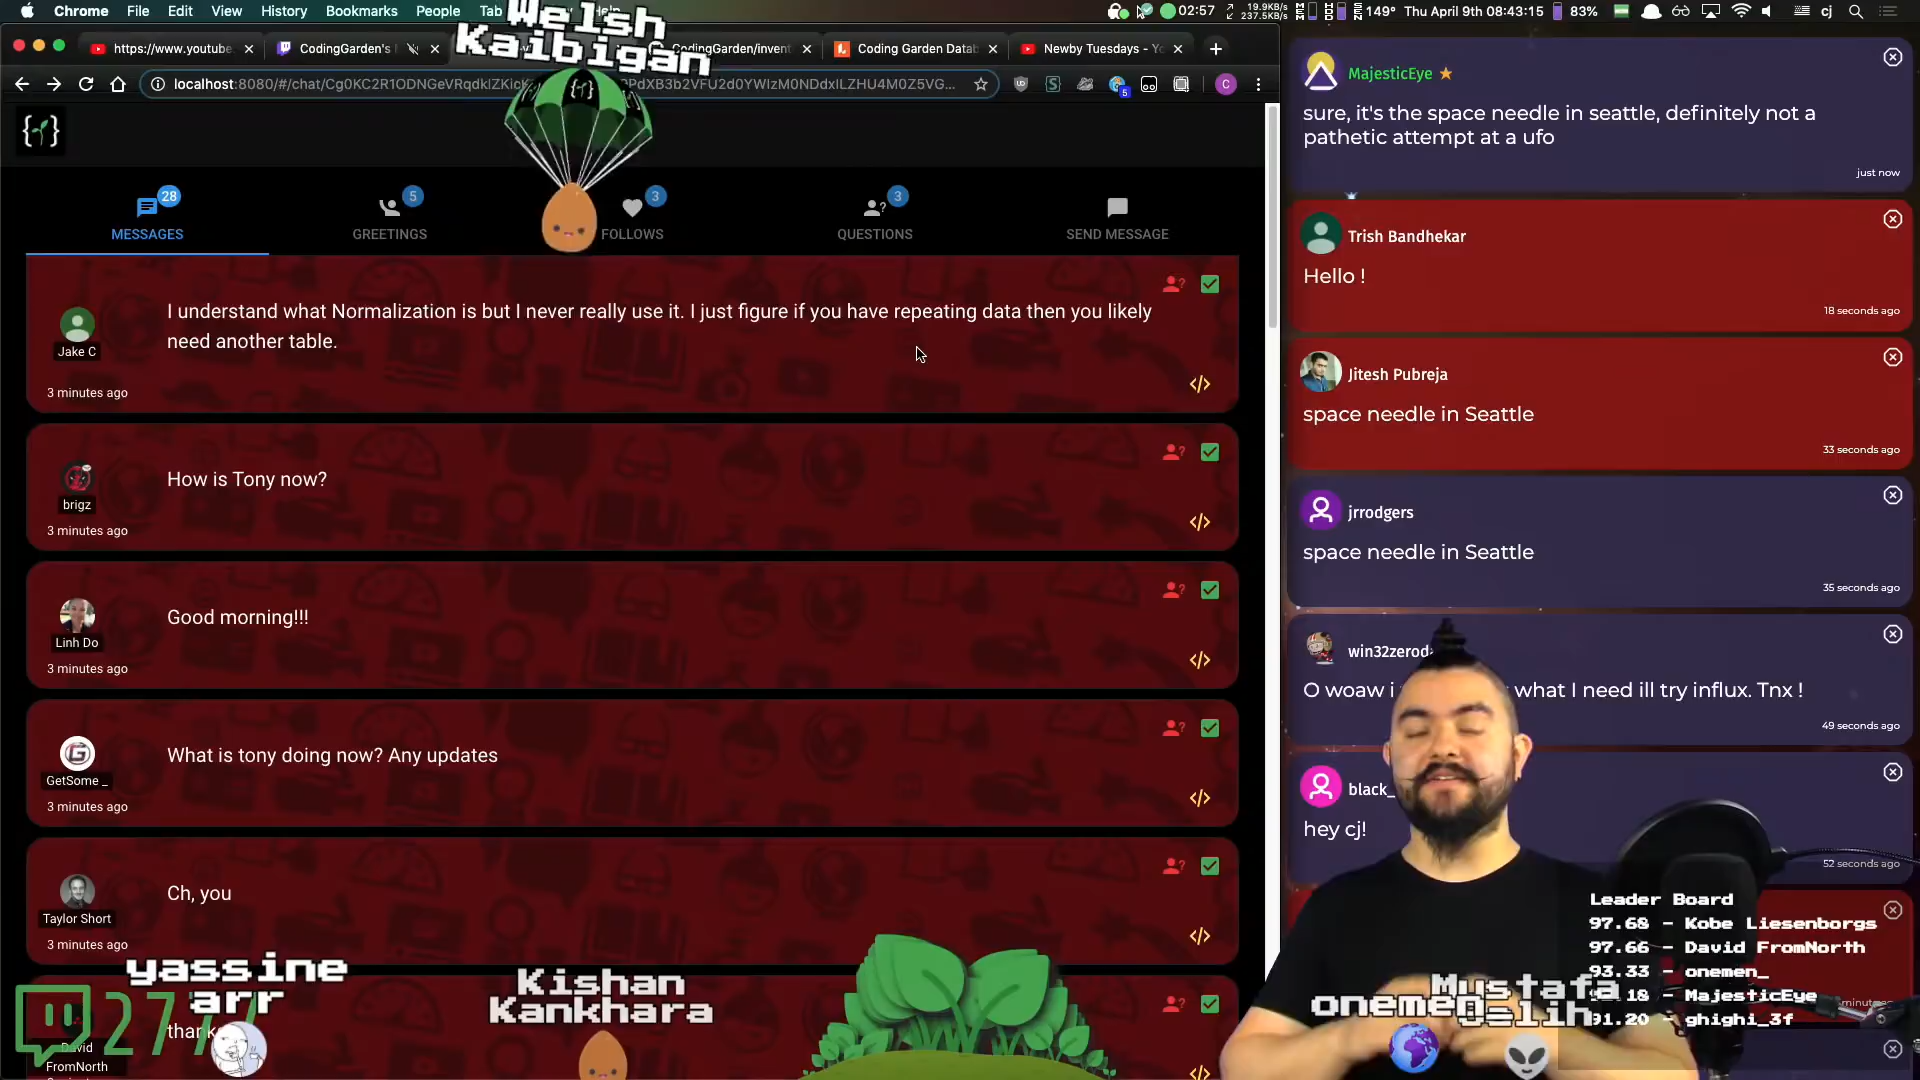 Chrome File Edit View History Bookmarks People Tab
02:57 19.9KB/s 237.5KB/s 149° Thu April 9th 08:43:15 83% cj
https://www.youtube. CodingGarden's CodingGarden/invent Coding Garden Datab Newby Tuesdays - Yo
localhost:8080/#/chat/
Welsh
Kaibigan
28 5 3 3
MESSAGES GREETINGS FOLLOWS QUESTIONS SEND MESSAGE
I understand what Normalization is but I never really use it. I just figure if you have repeating data then you likely
need another table.
Jake C
3 minutes ago
How is Tony now?
brigz
3 minutes ago
Good morning!!!
Linh Do
3 minutes ago
What is tony doing now? Any updates
GetSome _
3 minutes ago
Ch, you
Taylor Short
3 minutes ago
yassine
arr
Kishan
Kankhara
David
FromNorth
MajesticEye
sure, it's the space needle in seattle, definitely not a
pathetic attempt at a ufo
just now
Trish Bandhekar
Hello !
18 seconds ago
Jitesh Pubreja
space needle in Seattle
33 seconds ago
jrrodgers
space needle in Seattle
35 seconds ago
O woaw i what I need ill try influx. Tnx !
49 seconds ago
black_
hey cj!
52 seconds ago
Leader Board
97.68 - Kobe Liesenborgs
97.66 - David FromNorth
93.33 - onemen_
18 - MajesticEye
91.20 - ghighi_3f
onemen
Mustafa